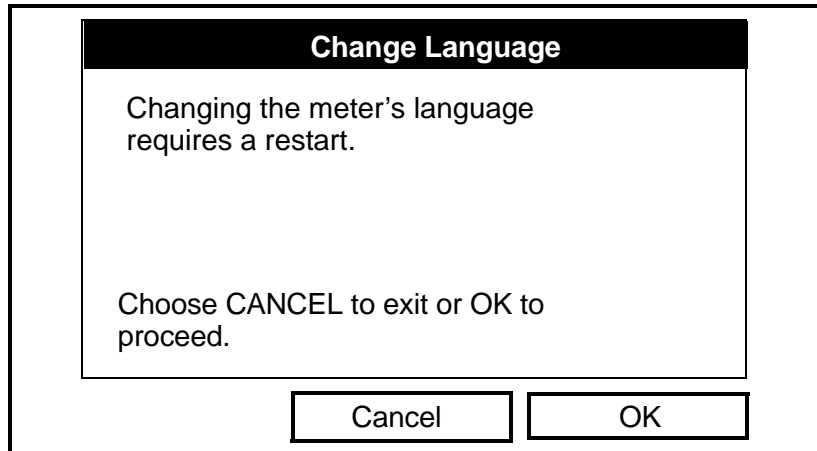 Change Language
Changing the meter’s language
requires a restart.
Choose CANCEL to exit or OK to
proceed.
Cancel
OK